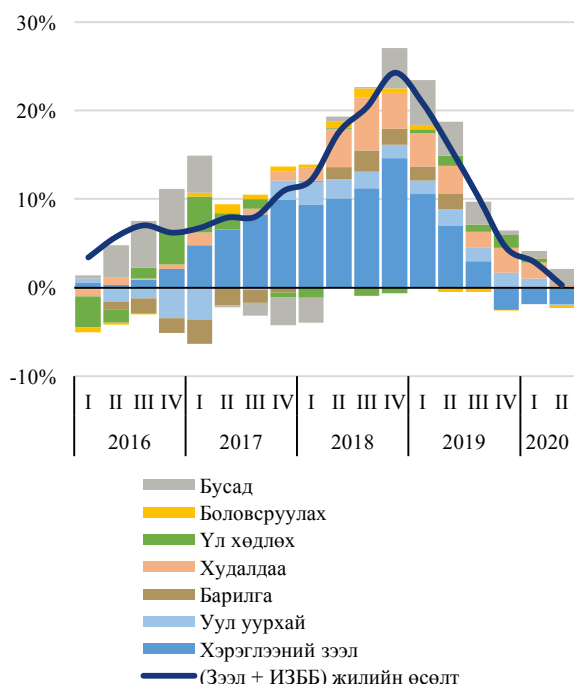 30%
20%
10%
0%
-10%
I II III IV I II III IV I II III IV I II III IV I II
2016 2017 2018 2019 2020
Бусад
Боловсруулах
Үл хөдлөх
Худалдаа
Барилга
Уул уурхай
Хэрэглээний зээл
(Зээл + ИЗББ) жилийн өсөлт